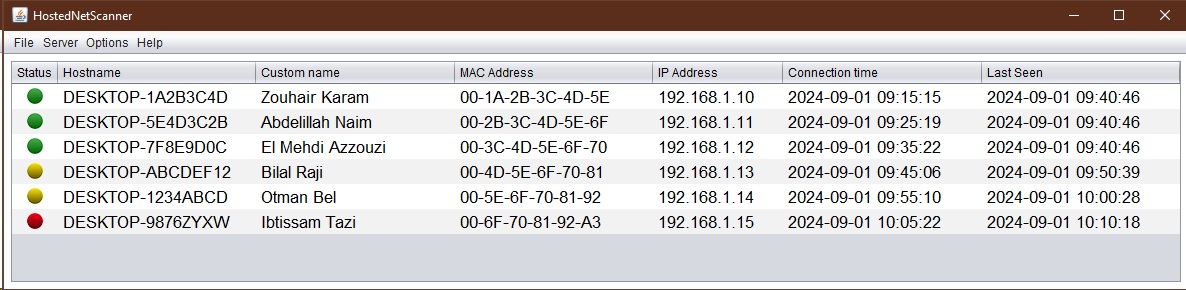 HostedNetScanner
File Server Options Help
Status Hostname Custom name MAC Address IP Address Connection time Last Seen
DESKTOP-1A2B3C4D Zouhair Karam 00-1A-2B-3C-4D-5E 192.168.1.10 2024-09-01 09:15:15 2024-09-01 09:40:46
DESKTOP-5E4D3C2B Abdelillah Naim 00-2B-3C-4D-5E-6F 192.168.1.11 2024-09-01 09:25:19 2024-09-01 09:40:46
DESKTOP-7F8E9D0C El Mehdi Azzouzi 00-3C-4D-5E-6F-70 192.168.1.12 2024-09-01 09:35:22 2024-09-01 09:40:46
DESKTOP-ABCDEF12 Bilal Raji 00-4D-5E-6F-70-81 192.168.1.13 2024-09-01 09:45:06 2024-09-01 09:50:39
DESKTOP-1234ABCD Otman Bel 00-5E-6F-70-81-92 192.168.1.14 2024-09-01 09:55:10 2024-09-01 10:00:28
DESKTOP-9876ZYXW Ibtissam Tazi 00-6F-70-81-92-A3 192.168.1.15 2024-09-01 10:05:22 2024-09-01 10:10:18